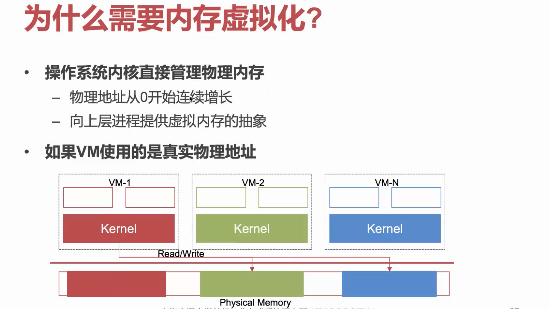 为什么需要内存虚拟化?
• 操作系统内核直接管理物理内存
– 物理地址从0开始连续增长
– 向上层进程提供虚拟内存的抽象
• 如果VM使用的是真实物理地址
VM-1 VM-2 VM-N
Kernel Kernel Kernel
Read/Write
Physical Memory